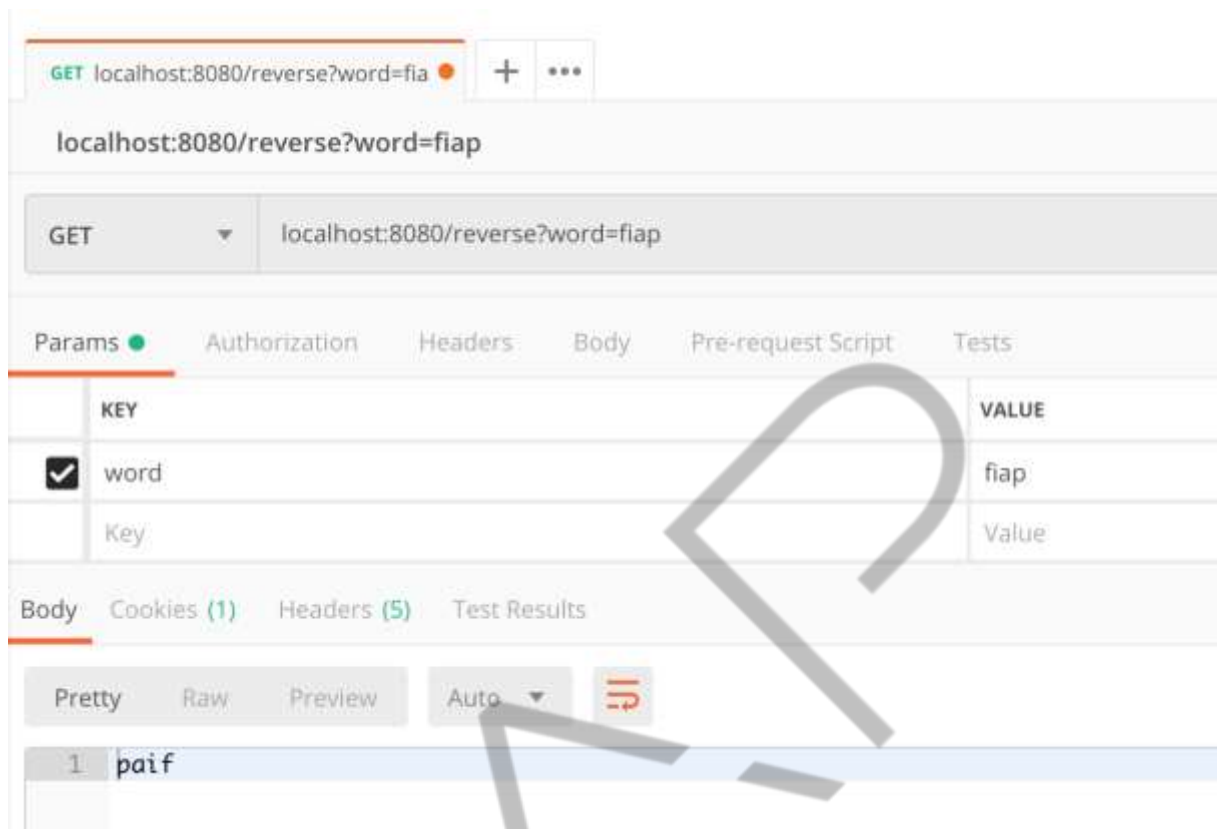 GET localhost:8080/reverse?word=fia
localhost:8080/reverse?word=fiap
GET localhost:8080/reverse?word=fiap
Params Authorization Headers Body Pre-request Script Tests
KEY VALUE
word fiap
Key Value
Body Cookies (1) Headers (5) Test Results
Pretty Raw Preview Auto
1 paif